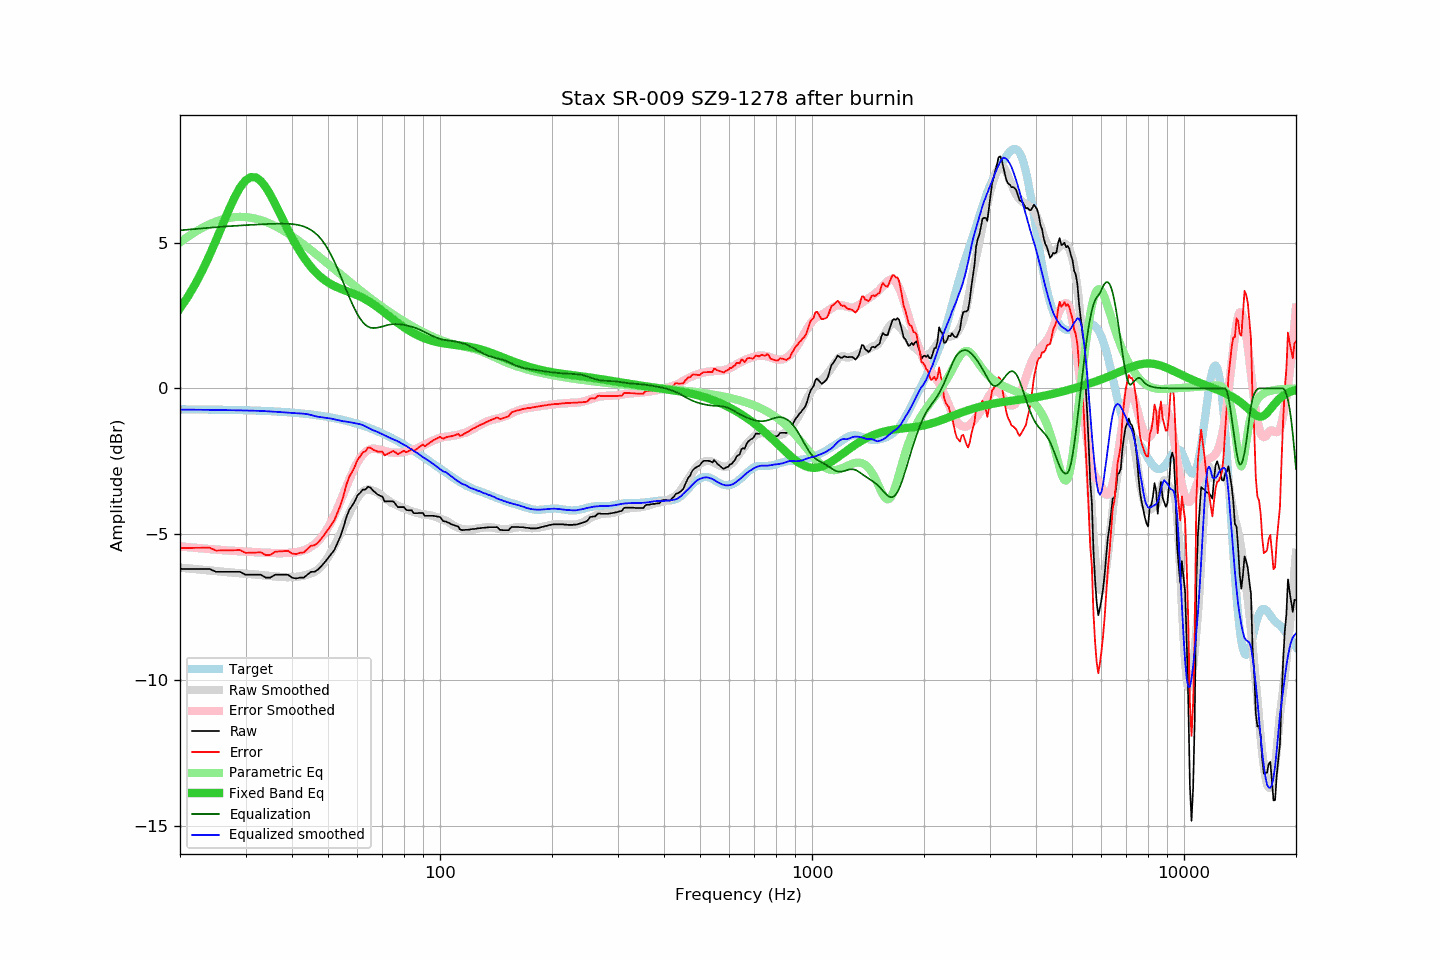 Stax SR-009 SZ9-1278 after burnin
Amplitude (dBr)
5
0
−5
−10
−15
Target
Raw Smoothed
Error Smoothed
Raw
Error
Parametric Eq
Fixed Band Eq
Equalization
Equalized smoothed
100
1000
10000
Frequency (Hz)